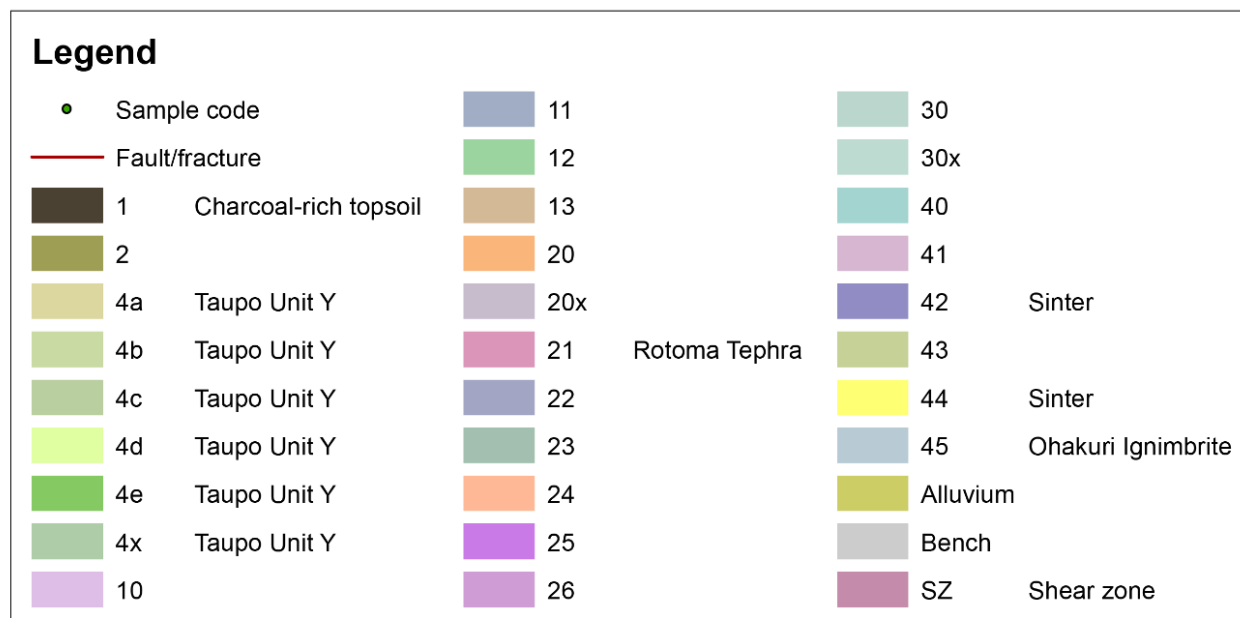 Legend
Sample code
Fault/fracture
1 Charcoal-rich topsoil
2
4a Taupo Unit Y
4b Taupo Unit Y
4c Taupo Unit Y
4d Taupo Unit Y
4e Taupo Unit Y
4x Taupo Unit Y
10
11
12
13
20
20x
21 Rotoma Tephra
22
23
24
25
26
30
30x
40
41
42 Sinter
43
44 Sinter
45 Ohakuri Ignimbrite
Alluvium
Bench
SZ Shear zone